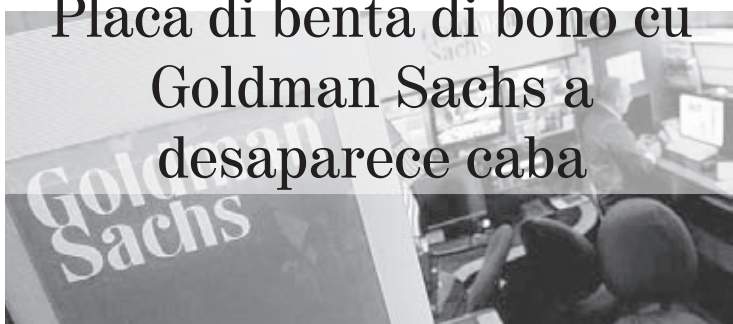 Placa di benta di bono cu
Goldman Sachs a
desaparece caba
Goldman
Sachs